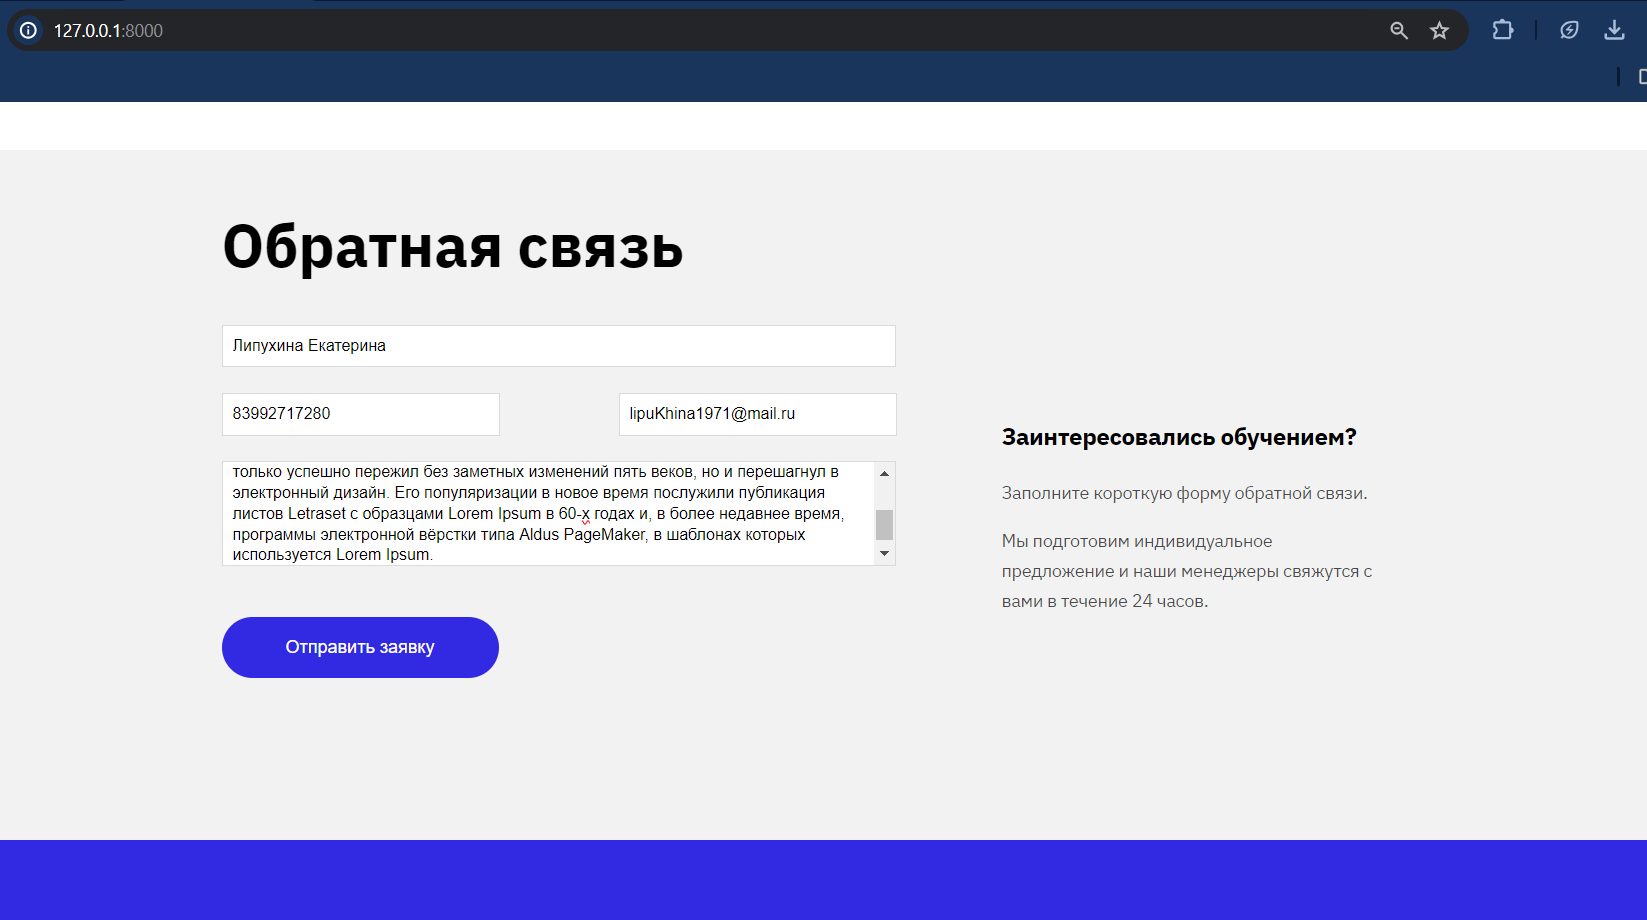 127.0.0.1:8000
Обратная связь
Липухина Екатерина
83992717280
lipuKhina1971@mail.ru
только успешно пережил без заметных изменений пять веков, но и перешагнул в
электронный дизайн. Его популяризации в новое время послужили публикация
листов Letraset с образцами Lorem Ipsum в 60-х годах и, в более недавнее время,
программы электронной вёрстки типа Aldus PageMaker, в шаблонах которых
используется Lorem Ipsum.
Отправить заявку
Заинтересовались обучением?
Заполните короткую форму обратной связи.
Мы подготовим индивидуальное
предложение и наши менеджеры свяжутся с
вами в течение 24 часов.